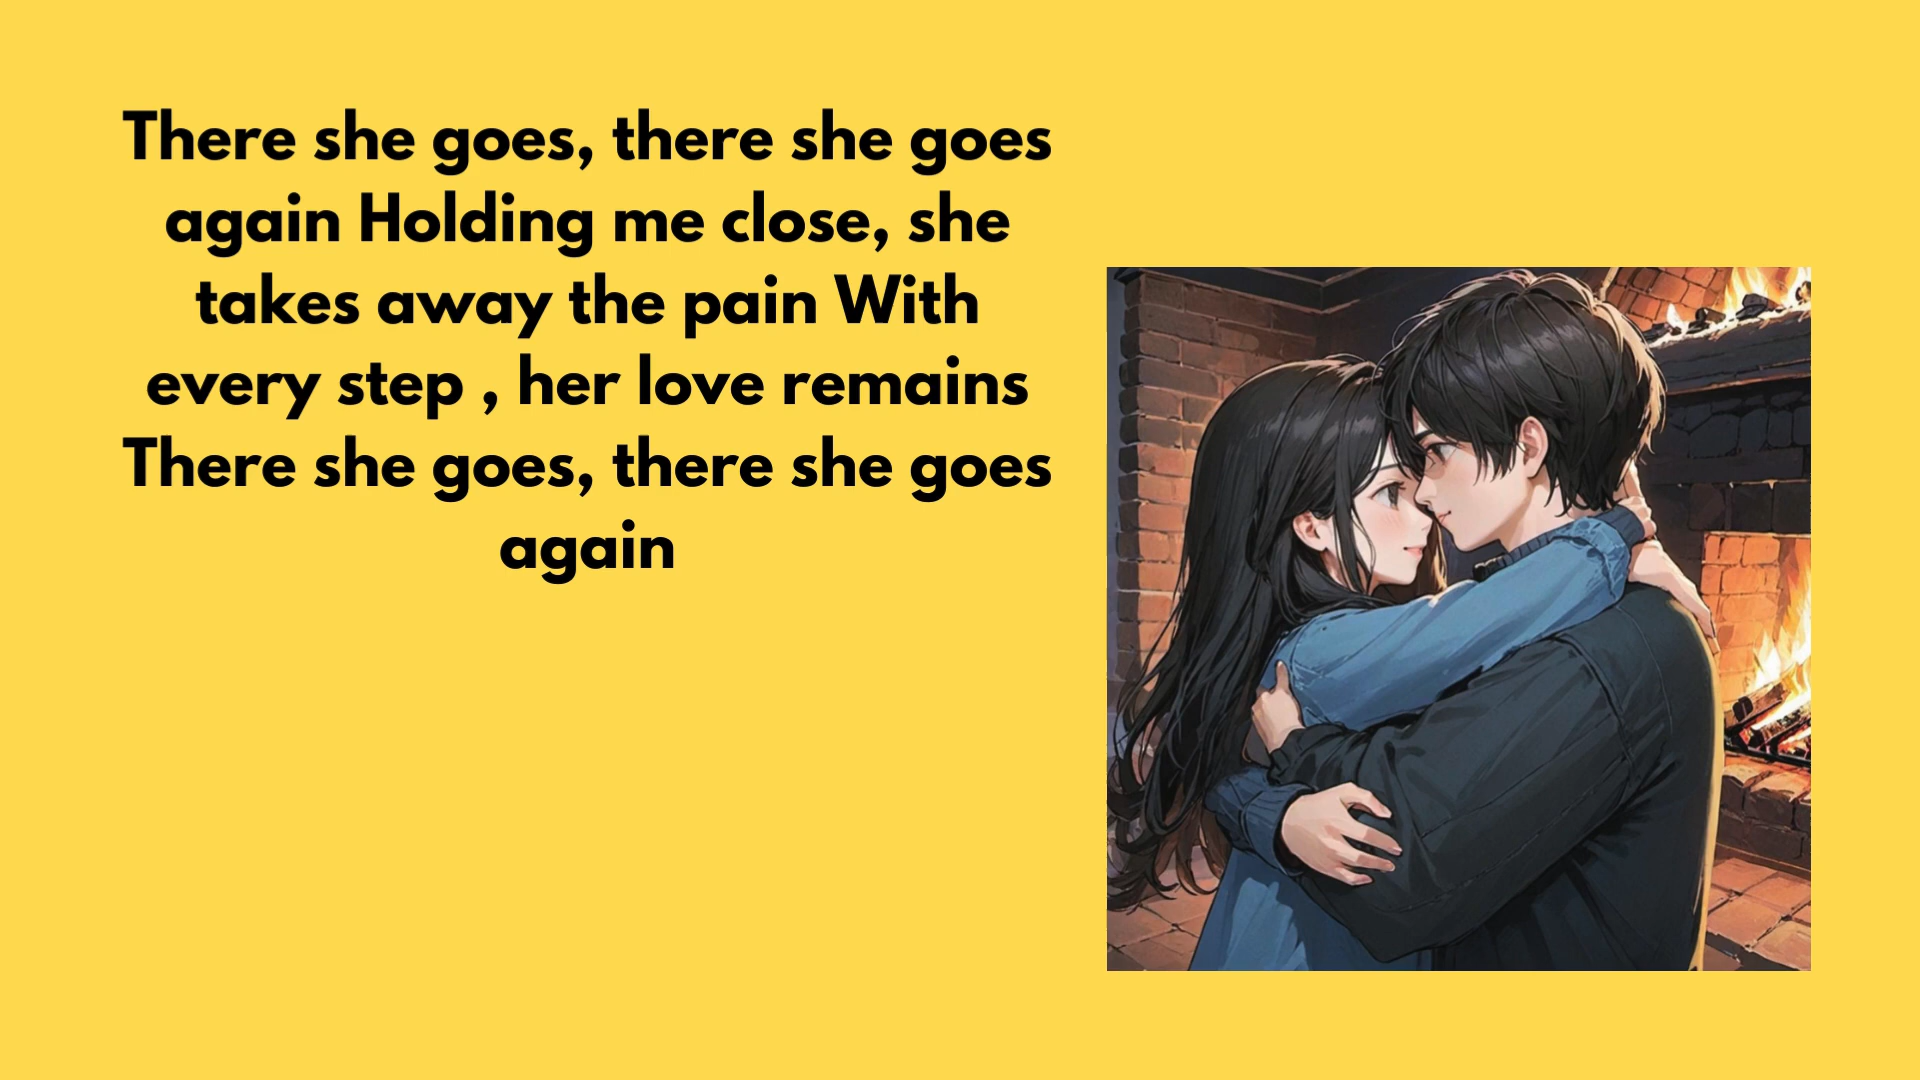 There she goes, there she goes
again Holding me close, she
takes away the pain With
every step , her love remains
There she goes, there she goes
again